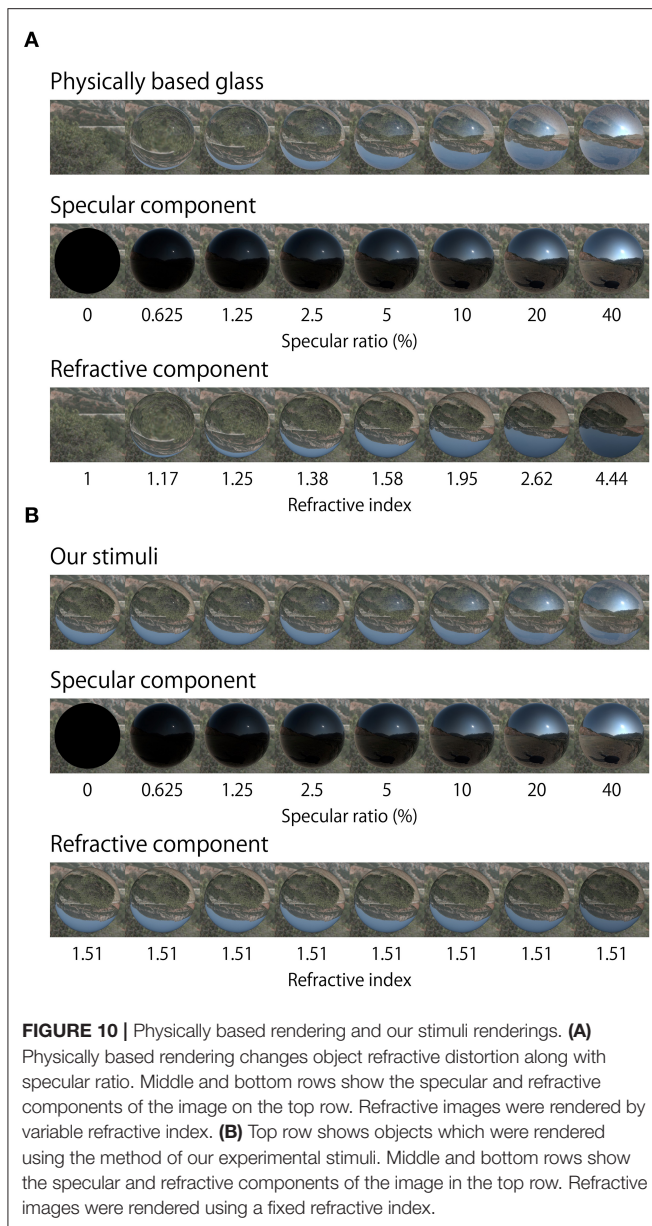 A
Physically based glass
Specular component
0 0.625 1.25 2.5 5 10 20 40
Specular ratio (%)
Refractive component
1 1.17 1.25 1.38 1.58 1.95 2.62 4.44
Refractive index
B
Our stimuli
Specular component
0 0.625 1.25 2.5 5 10 20 40
Specular ratio (%)
Refractive component
1.51 1.51 1.51 1.51 1.51 1.51 1.51 1.51
Refractive index
FIGURE 10 | Physically based rendering and our stimuli renderings. (A)
Physically based rendering changes object refractive distortion along with
specular ratio. Middle and bottom rows show the specular and refractive
components of the image on the top row. Refractive images were rendered by
variable refractive index. (B) Top row shows objects which were rendered
using the method of our experimental stimuli. Middle and bottom rows show
the specular and refractive components of the image in the top row. Refractive
images were rendered using a fixed refractive index.